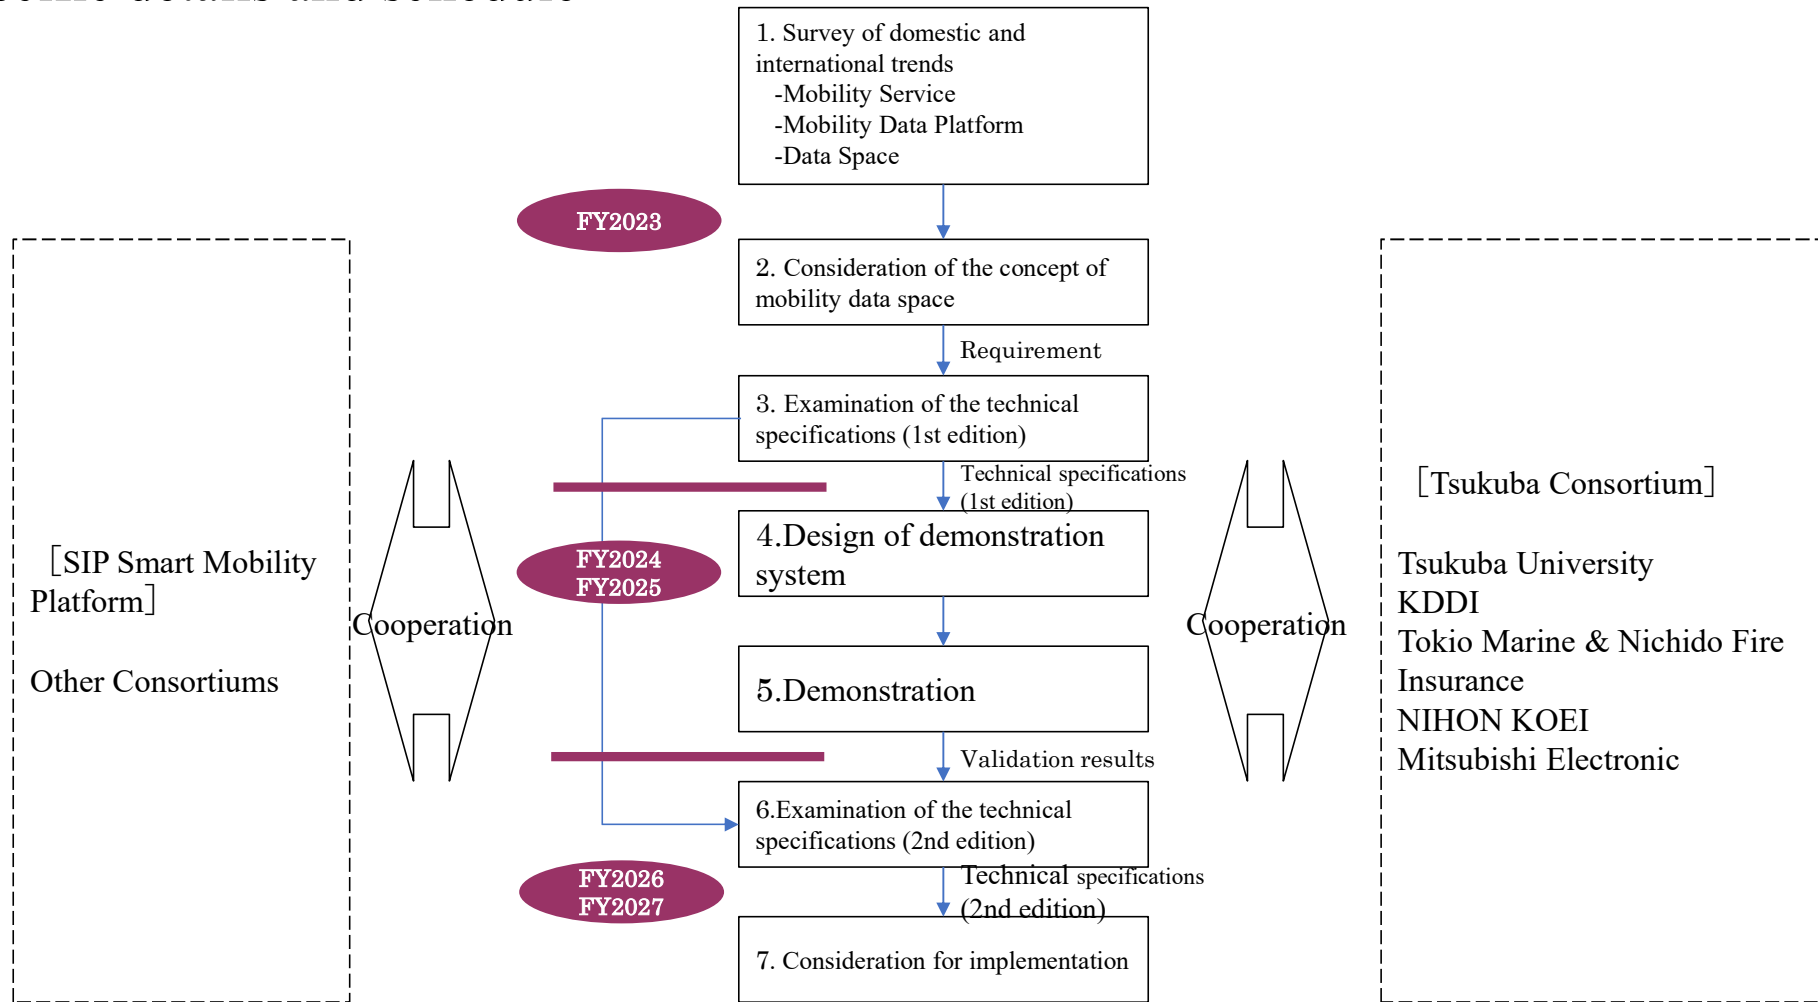 details and schedule
1. Survey of domestic and
international trends
-Mobility Service
-Mobility Data Platform
-Data Space
FY2023
2. Consideration of the concept of
mobility data space
Requirement
3. Examination of the technical
specifications (1st edition)
Technical specifications
(1st edition)
4.Design of demonstration
system
FY2024
FY2025
5.Demonstration
Validation results
6.Examination of the technical
specifications (2nd edition)
FY2026
FY2027
Technical specifications
(2nd edition)
7. Consideration for implementation
[SIP Smart Mobility
Platform]
Other Consortiums
Cooperation
Cooperation
[Tsukuba Consortium]
Tsukuba University
KDDI
Tokio Marine & Nichido Fire
Insurance
NIHON KOEI
Mitsubishi Electronic